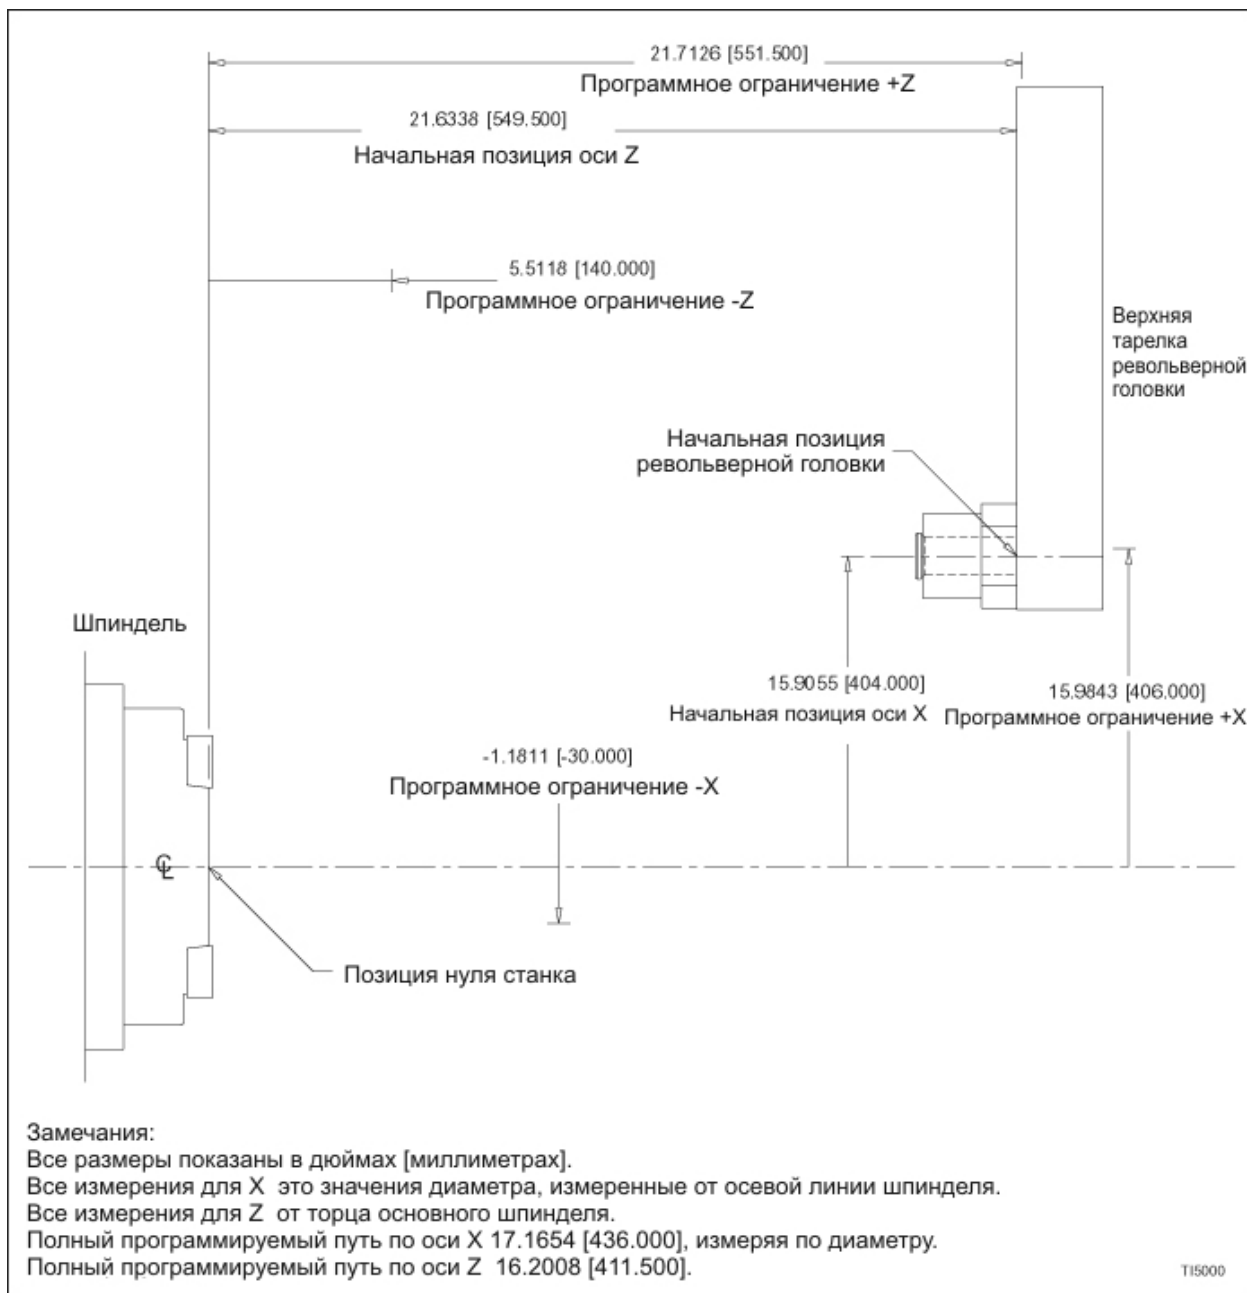 21.7126 [551.500]
Программное ограничение +Z
21.6338 [549.500]
Начальная позиция оси Z
5.5118 [140.000]
Программное ограничение -Z
Верхняя
тарелка
револьверной
головки
Начальная позиция
револьверной головки
Шпиндель
15.9055 [404.000]
Начальная позиция оси X
15.9843 [406.000]
Программное ограничение +X
-1.1811 [-30.000]
Программное ограничение -X
CL
Позиция нуля станка
Замечания:
Все размеры показаны в дюймах [миллиметрах].
Все измерения для X это значения диаметра, измеренные от осевой линии шпинделя.
Все измерения для Z от торца основного шпинделя.
Полный программируемый путь по оси X 17.1654 [436.000], измеряя по диаметру.
Полный программируемый путь по оси Z 16.2008 [411.500].
TI5000